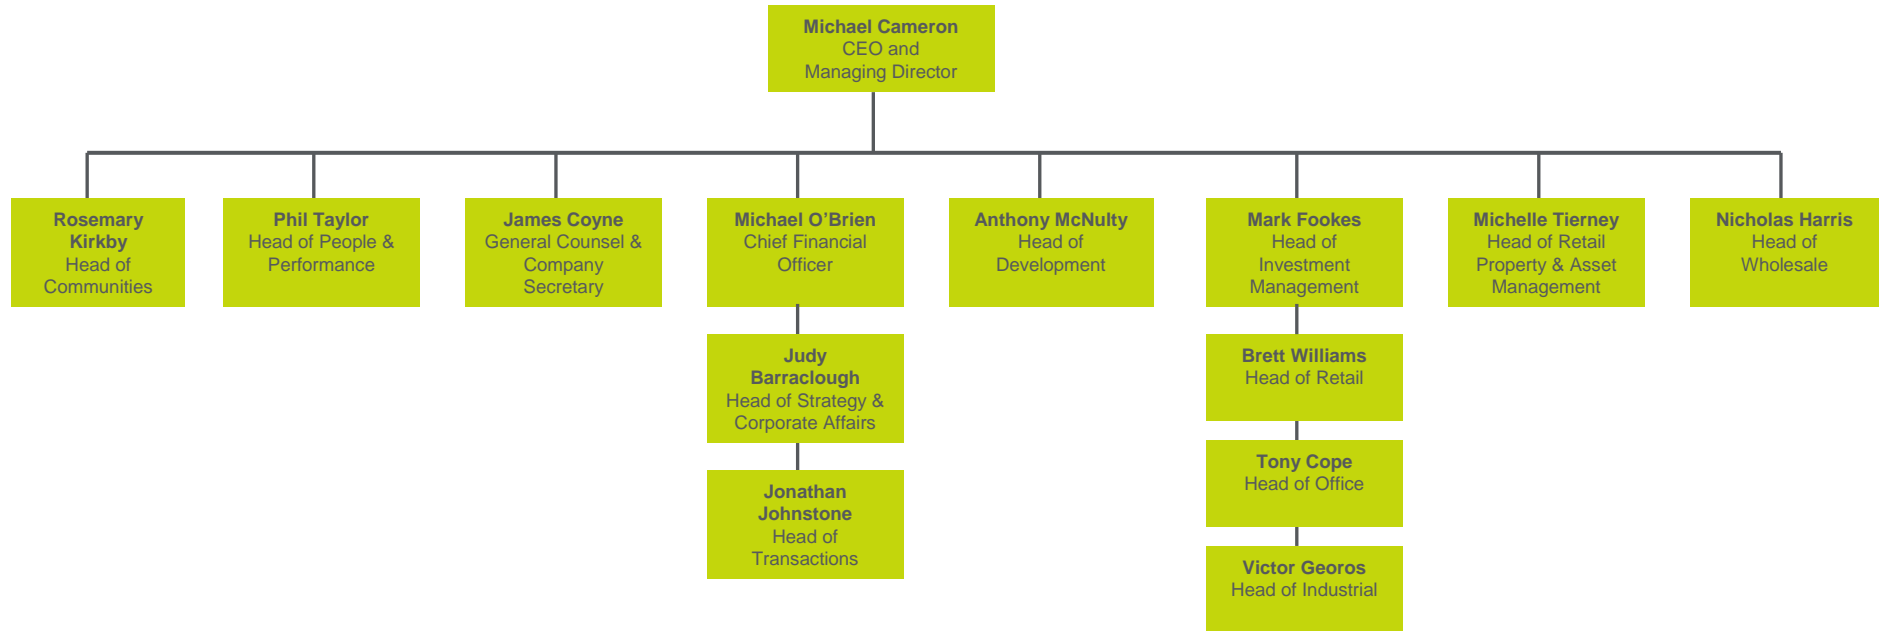 Michael Cameron
CEO and
Managing Director
Rosemary
Kirkby
Head of
Communities
Phil Taylor
Head of People &
Performance
James Coyne
General Counsel &
Company
Secretary
Michael O’Brien
Chief Financial
Officer
Anthony McNulty
Head of
Development
Mark Fookes
Head of
Investment
Management
Michelle Tierney
Head of Retail
Property & Asset
Management
Nicholas Harris
Head of
Wholesale
Judy
Barraclough
Head of Strategy &
Corporate Affairs
Jonathan
Johnstone
Head of
Transactions
Brett Williams
Head of Retail
Tony Cope
Head of Office
Victor Georos
Head of Industrial